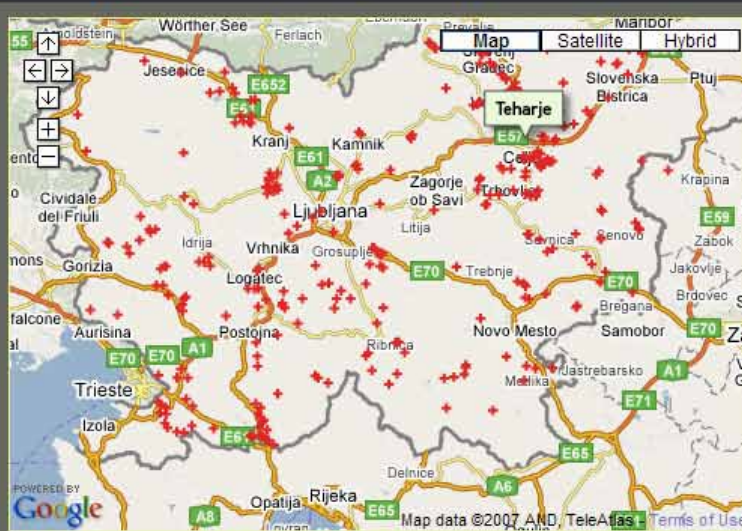 Wörther See
Ferlach
Map
Satellite
Hybrid
Maribor
55
Jesenice
E652
Slovenska
Bistrica
Ptuj
Teharje
E57
Kranj
Kamnik
E61
A2
Zagorje
ob Savi
Trbovlje
Krapina
Cividale
del Friuli
Ljubljana
Litija
E59
Zabok
Idrija
Vrhnika
Grosuplje
Sevnica
Senovo
Gorizia
Logatec
E70
Trebnje
E70
Jakovlje
Brdovec
Bregana
falcone
Aurisina
Postojna
Novo Mesto
Samobor
E70
E70
E70
A1
Ribnica
Metlika
Jastrebarsko
A1
Trieste
E71
Izola
E65
Delnice
A6
POWERED BY
Google
A8
Opatija
Rijeka
E65
Map data ©2007 AND, TeleAtlas - Terms of Use